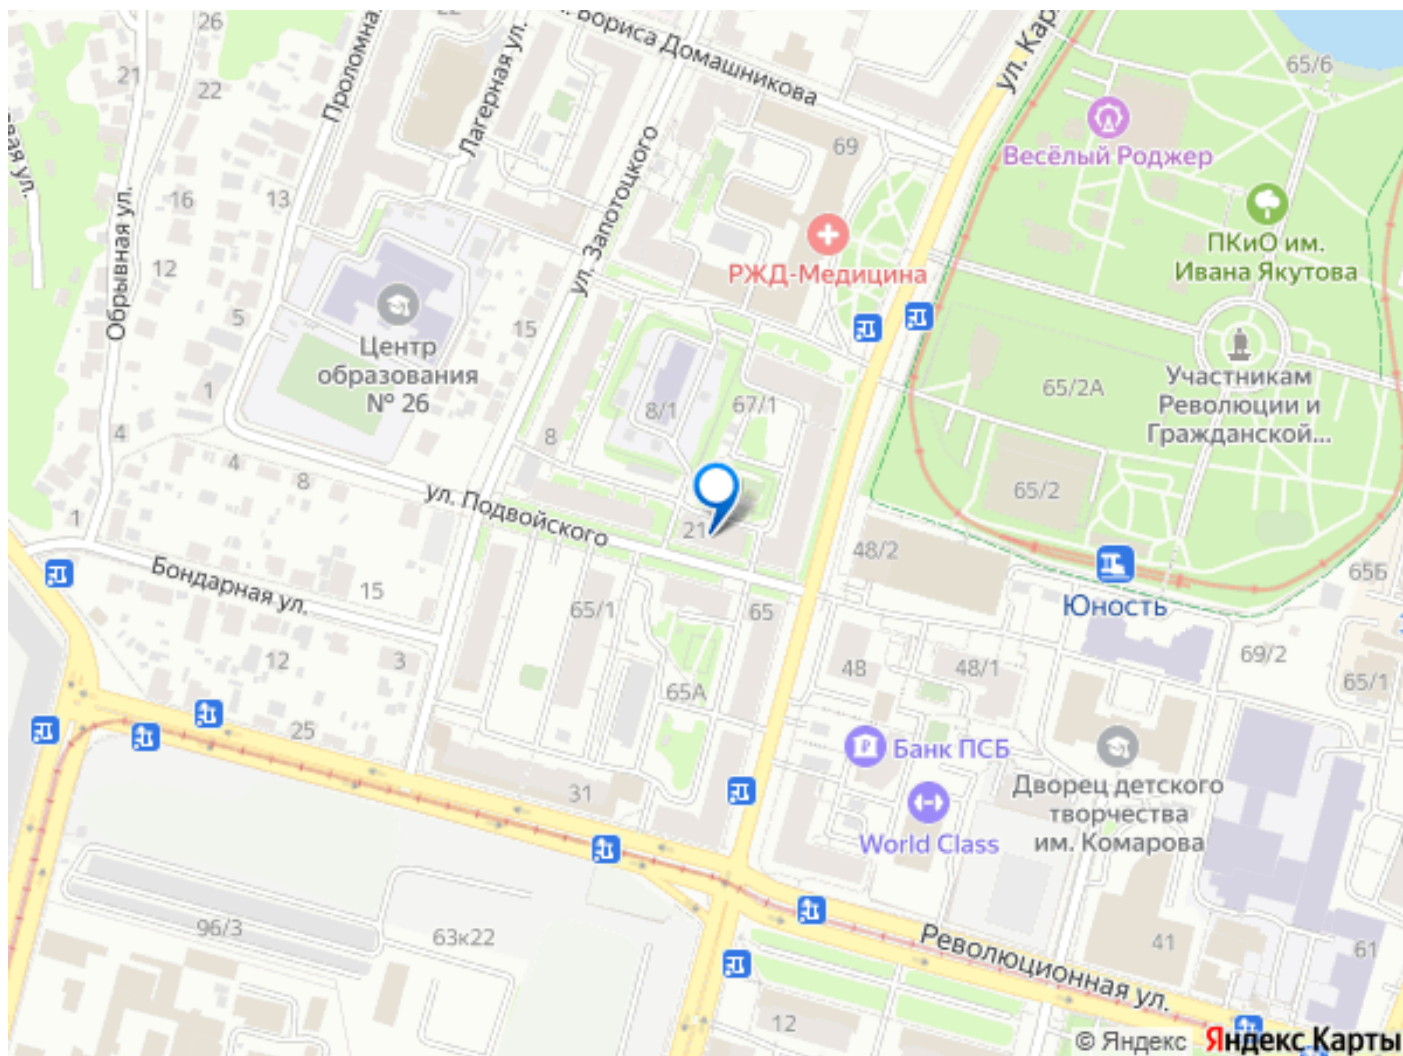 26
22
Проломна
Лагерная ул.
Бориса Домашникова
ул. Кар
65/6
21
22
69
Весёлый Роджер
вая ул.
16
13
ул. Запотоцкого
РЖД-Медицина
ПКиО им.
Ивана Якутова
Обрывная ул.
12
5
15
Центр
образования
№ 26
1
8/1
67/1
65/2А
Участникам
Революции и
Гражданской...
4
8
4
8
65/2
ул. Подвойского
21
1
48/2
Бондарная ул.
15
65/1
65
Юность
65Б
12
3
65А
48
48/1
69/2
65/1
25
Банк ПСБ
31
World Class
Дворец детского
творчества
им. Комарова
96/3
63к22
Революционная ул.
41
61
12
© Яндекс Яндекс Карты